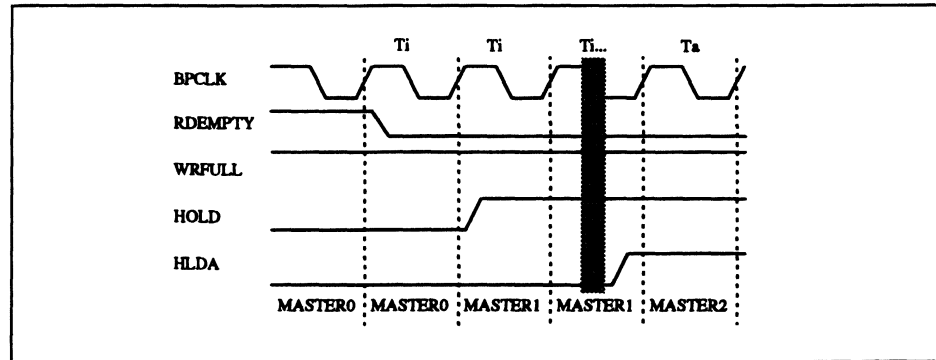 Ti Ti Ti... Ta
BPCLK
RDEMPTY
WRFULL
HOLD
HLDA
MASTER0 MASTER0 MASTER1 MASTER1 MASTER2